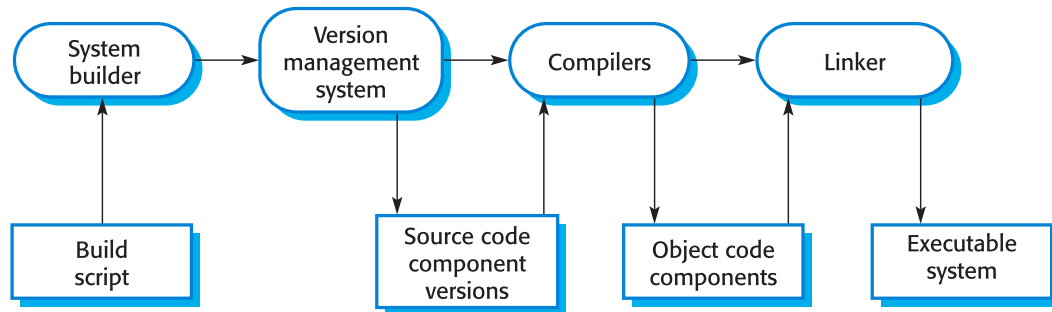 System
builder
Version
management
system
Compilers
Linker
Build
script
Source code
component
versions
Object code
components
Executable
system